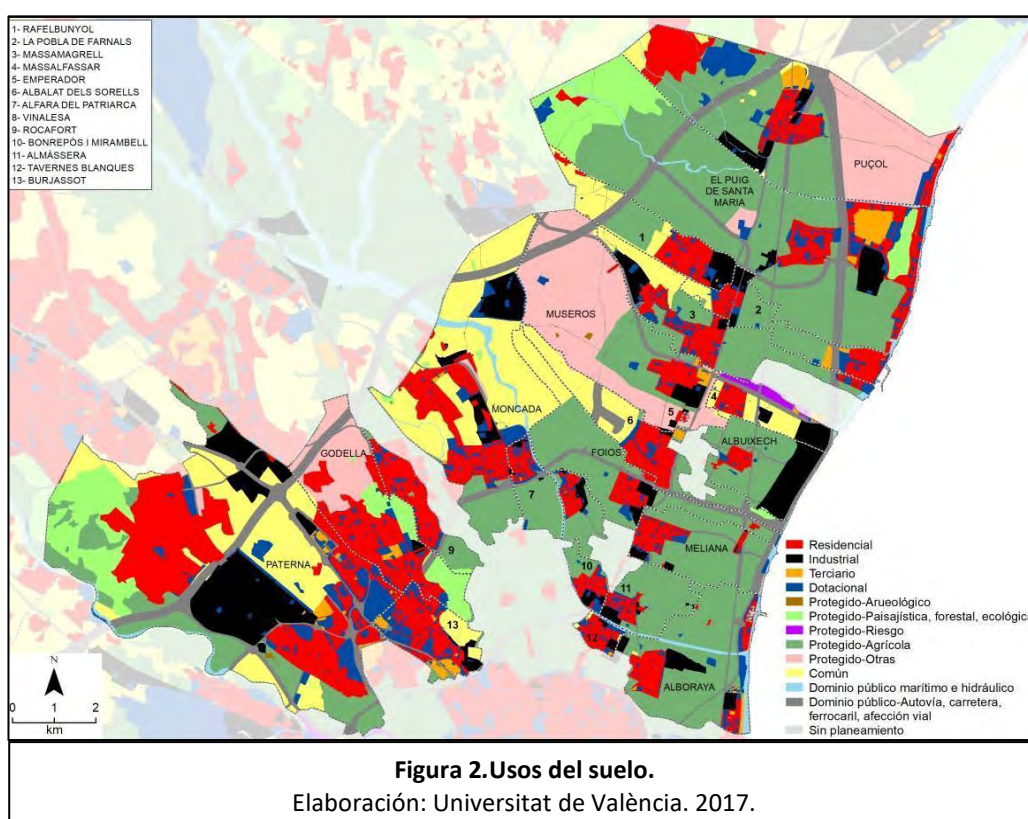 1- RAFELBUNYOL
2- LA POBLA DE FARNALS
3- MASSAMAGRELL
4- MASSALFASSAR
5- EMPERADOR
6- ALBALAT DELS SORELLS
7- ALFARA DEL PATRIARCA
8- VINALESA
9- ROCAFORT
10- BONREPÒS I MIRAMBELL
11- ALMÀSSERA
12- TAVERNES BLANQUES
13- BURJASSOT
PUÇOL
EL PUIG
DE SANTA
MARIA
1
2
3
MUSEROS
4
5
MONCADA
6
ALBUIXECH
FOIOS
GODELLA
7
MELIANA
9
PATERNA
10
11
13
12
ALBORAYA
Residencial
Industrial
Terciario
Dotacional
Protegido-Arueológico
Protegido-Paisajística, forestal, ecológica
Protegido-Riesgo
Protegido-Agrícola
Protegido-Otras
Común
Dominio público marítimo e hidráulico
Dominio público-Autovía, carretera,
ferrocaril, afección vial
Sin planeamiento
N
0 1 2
km
Figura 2.Usos del suelo.
Elaboración: Universitat de València. 2017.